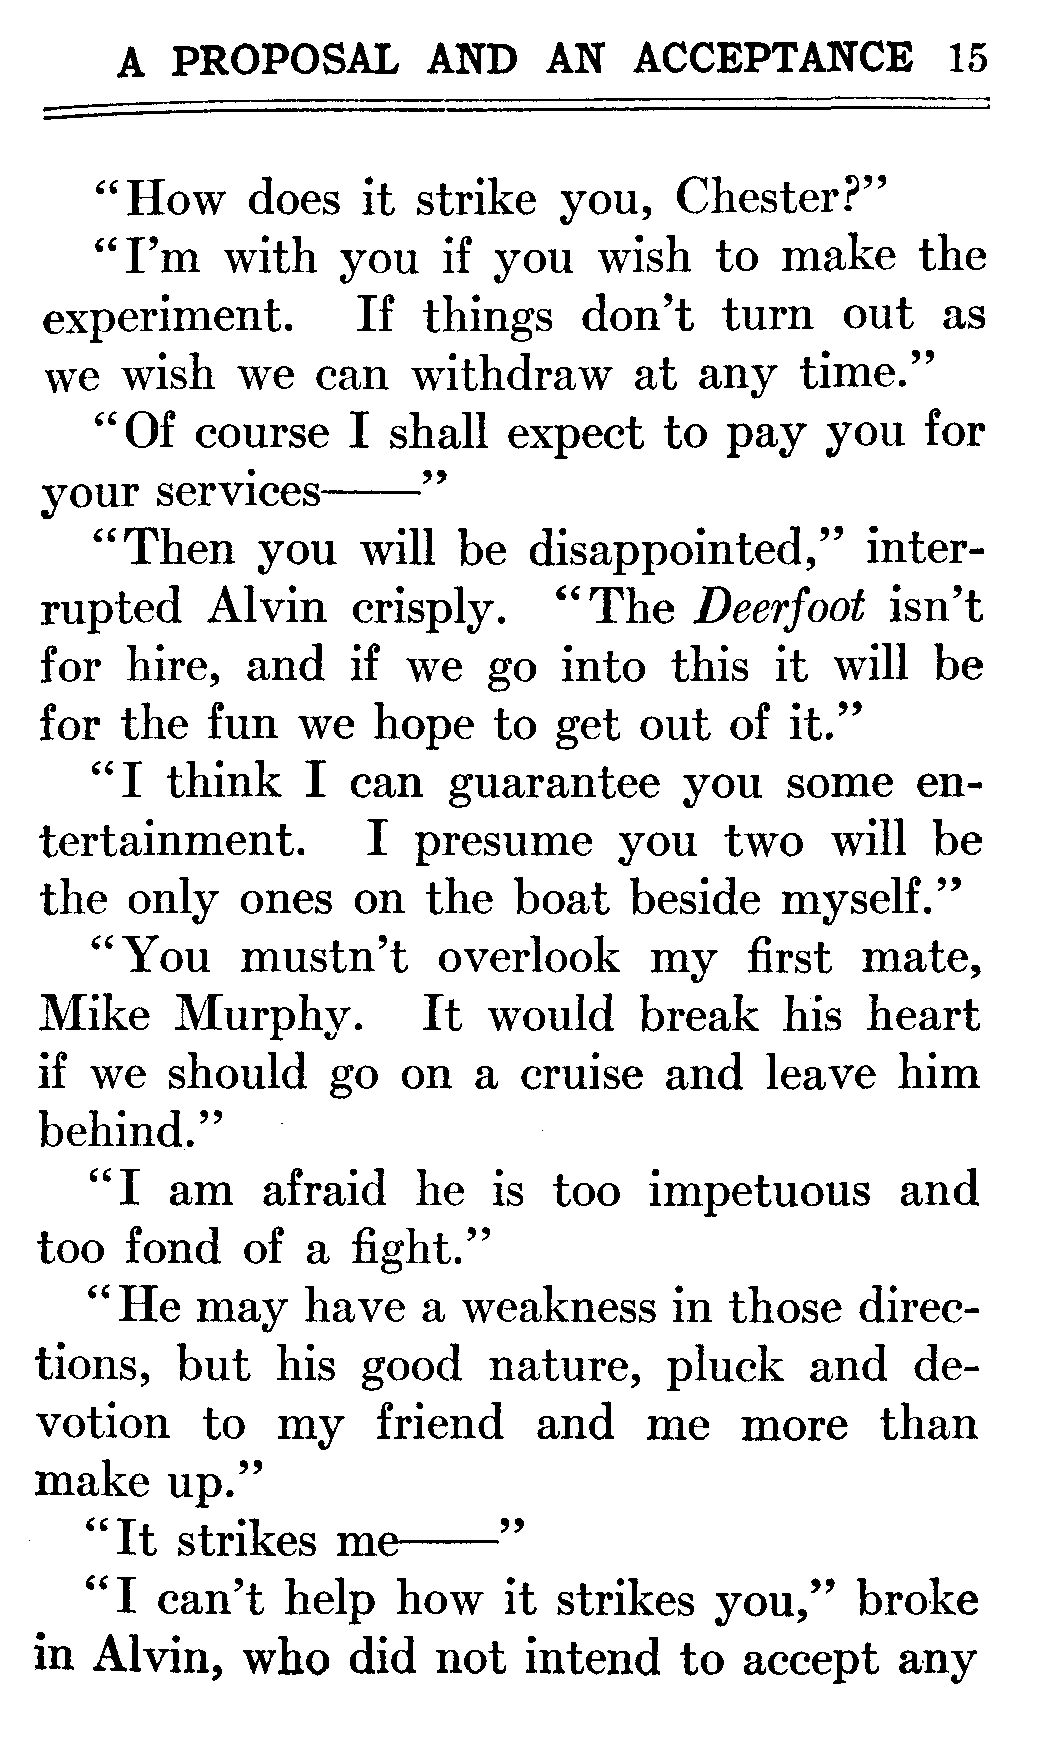 A PROPOSAL AND AN ACCEPTANCE 15
“How does it strike you, Chester?”
“I’m with you if you wish to make the
experiment. If things don’t turn out as
we wish we can withdraw at any time.”
“Of course I shall expect to pay you for
your services——”
“Then you will be disappointed,” inter-
rupted Alvin crisply. “The Deerfoot isn’t
for hire, and if we go into this it will be
for the fun we hope to get out of it.”
“I think I can guarantee you some en-
tertainment. I presume you two will be
the only ones on the boat beside myself.”
“You mustn’t overlook my first mate,
Mike Murphy. It would break his heart
if we should go on a cruise and leave him
behind.”
“I am afraid he is too impetuous and
too fond of a fight.”
“He may have a weakness in those direc-
tions, but his good nature, pluck and de-
votion to my friend and me more than
make up.”
“It strikes me——”
“I can’t help how it strikes you,” broke
in Alvin, who did not intend to accept any